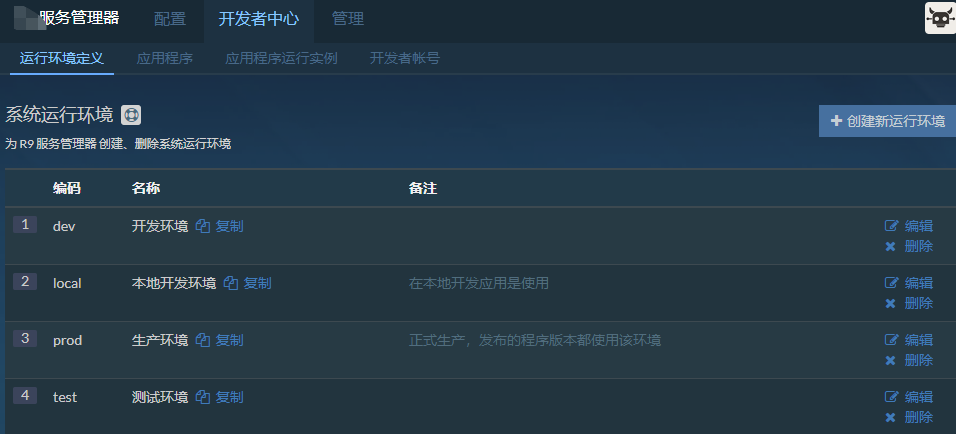 服务管理器 配置 开发者中心 管理
运行环境定义 应用程序 应用程序运行实例 开发者帐号
系统运行环境
创建新运行环境
为 R9 服务管理器 创建、删除系统运行环境
编码 名称 备注
1 dev 开发环境 复制 编辑
删除
2 local 本地开发环境 复制 在本地开发应用是使用 编辑
删除
3 prod 生产环境 复制 正式生产，发布的程序版本都使用该环境 编辑
删除
4 test 测试环境 复制 编辑
删除